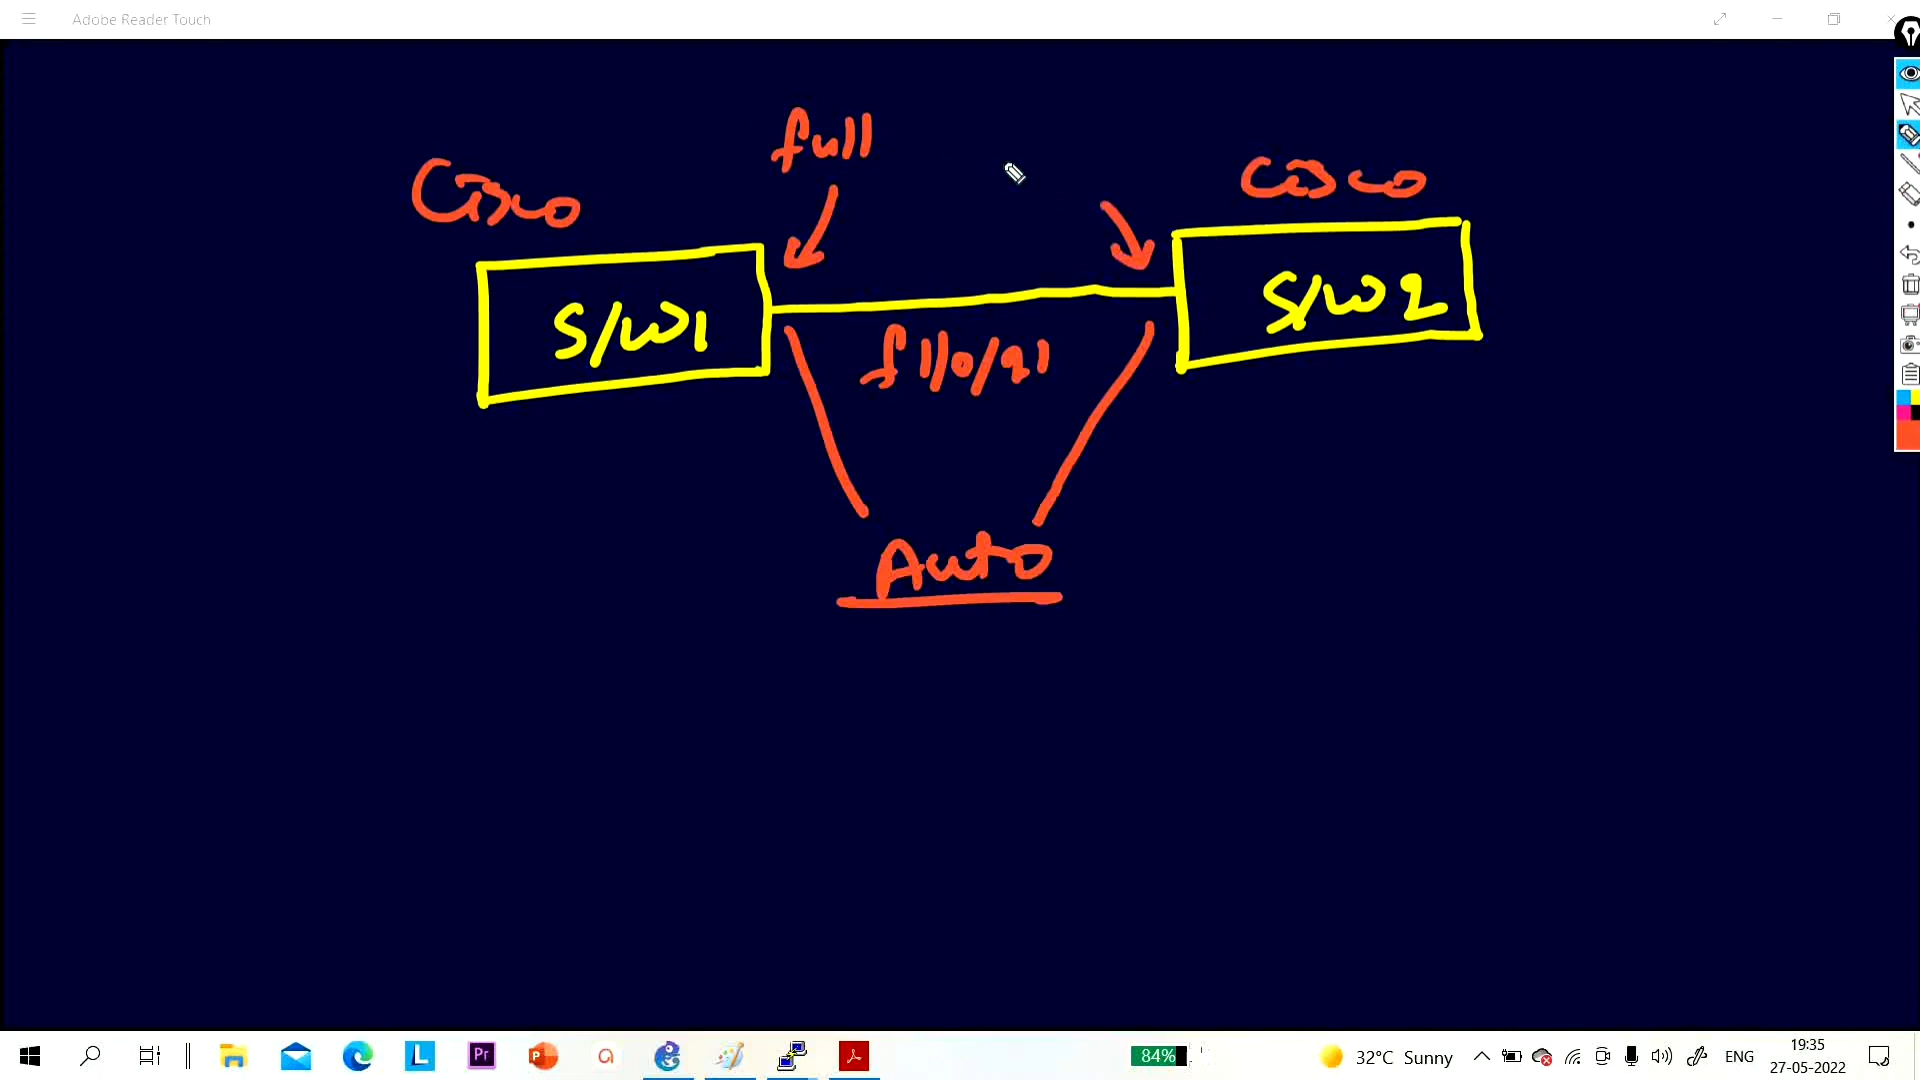 Adobe Reader Touch
full
Cisco
Cisco
S/W1
S/W2
f1/0/21
Auto
84%
32°C Sunny
ENG
19:35
27-05-2022
L
Pr
P